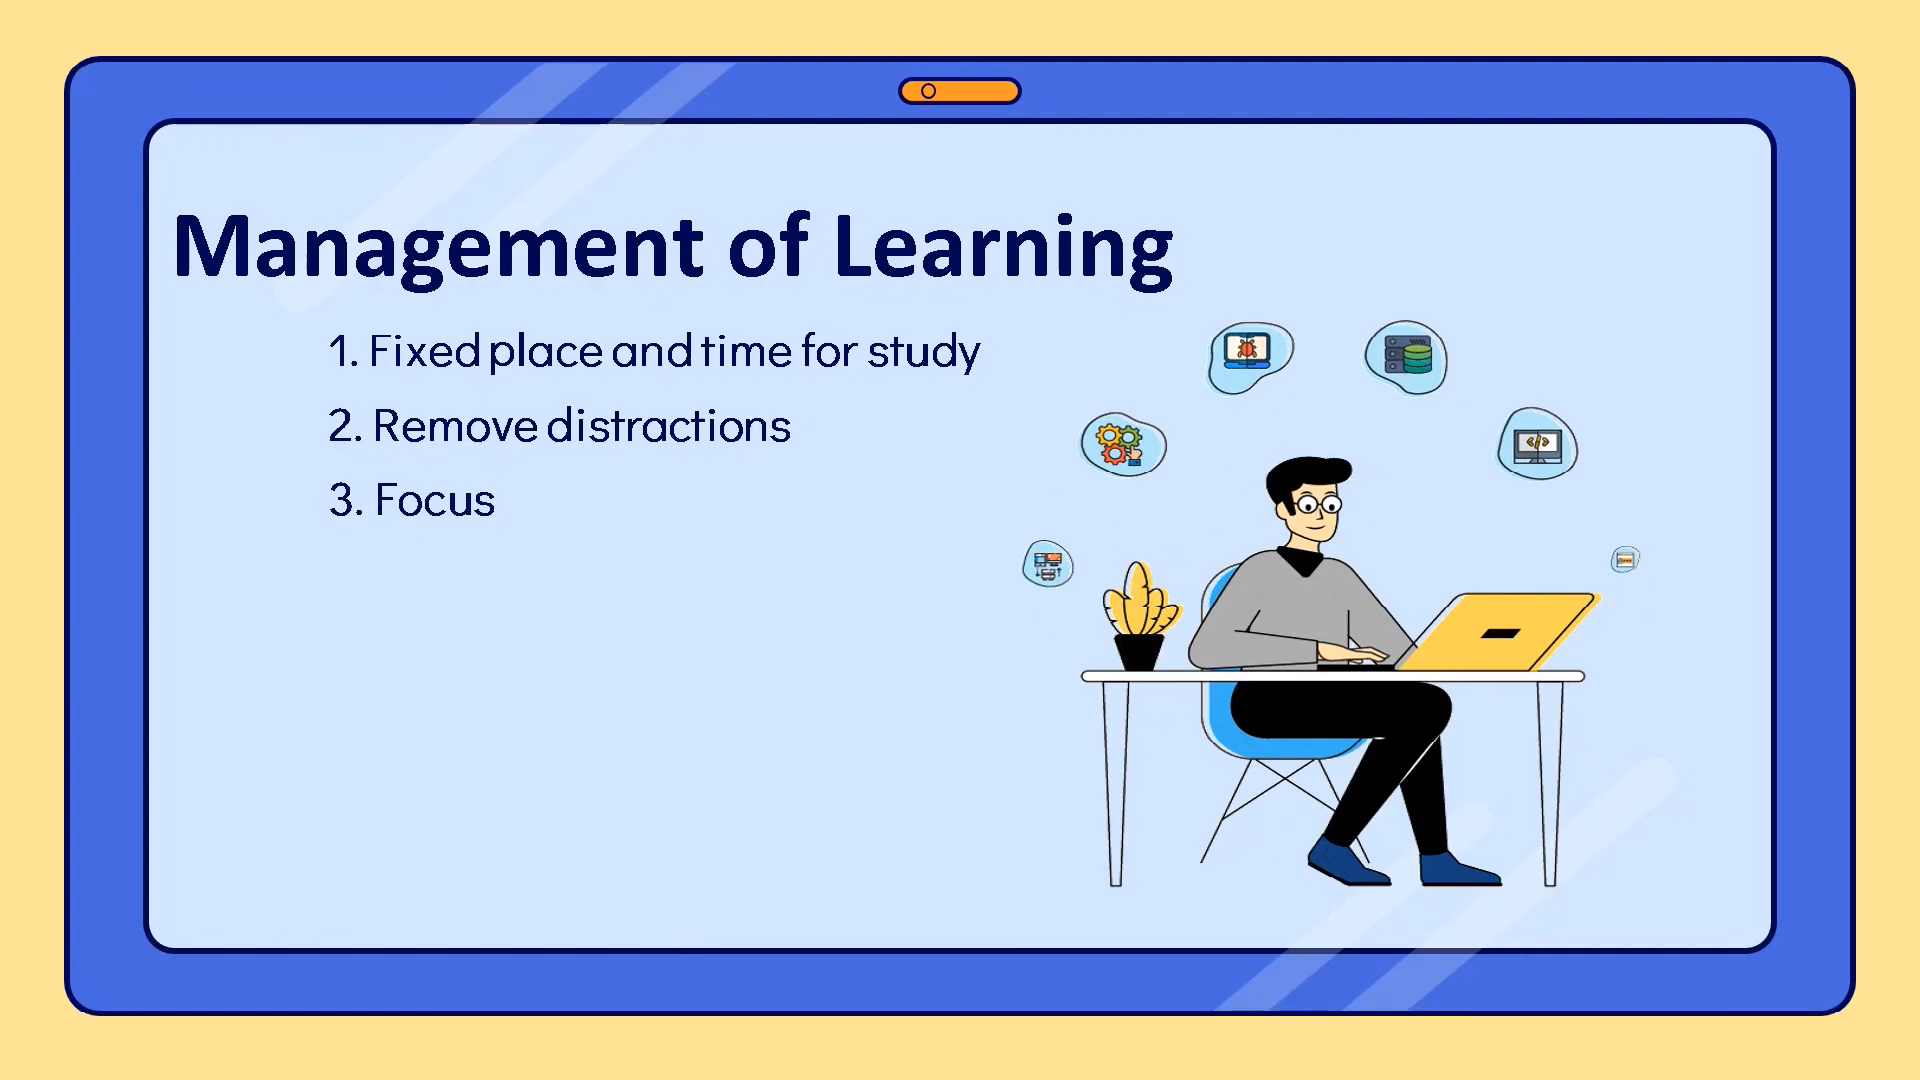 Management of Learning
1. Fixed place and time for study
2. Remove distractions
3. Focus